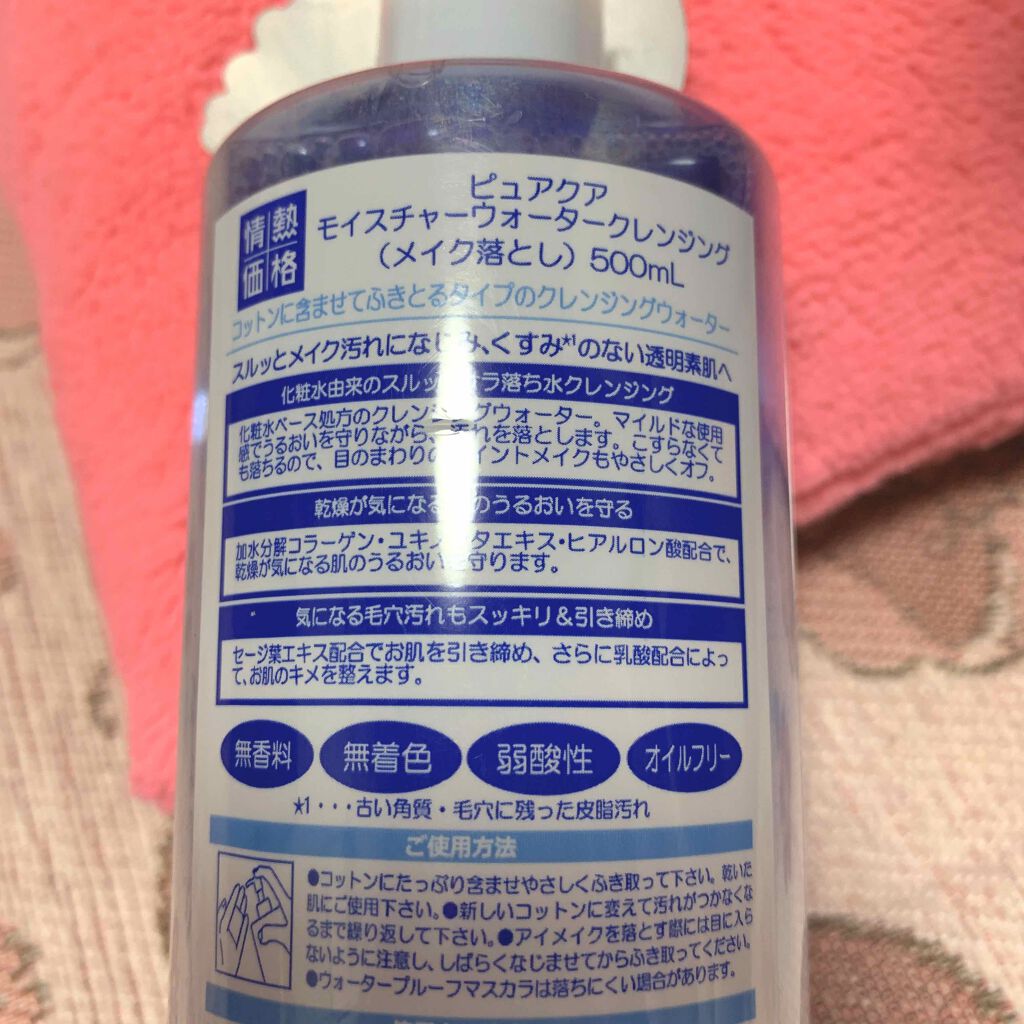 情熱
価格
ピュアクア
モイスチャーウォータークレンジング
（メイク落とし）500mL
コットンに含ませてふきとるタイプのクレンジングウォーター
スルッとメイク汚れになじみ、くすみ*1のない透明素肌へ
化粧水由来のスルッ ラ落ち水クレンジング
化粧水ベース処方のクレンジングウォーター。マイルドな使用
感でうるおいを守りながら、汚れを落とします。こすらなくて
も落ちるので、目のまわりのポイントメイクもやさしくオフ。
乾燥が気になる のうるおいを守る
加水分解コラーゲン・ユキノシタエキス・ヒアルロン酸配合で、
乾燥が気になる肌のうるおいを守ります。
気になる毛穴汚れもスッキリ＆引き締め
セージ葉エキス配合でお肌を引き締め、さらに乳酸配合によっ
て、お肌のキメを整えます。
無香料 無着色 弱酸性 オイルフリー
*1・・・古い角質・毛穴に残った皮脂汚れ
ご使用方法
●コットンにたっぷり含ませやさしくふき取って下さい。乾いた
肌にご使用下さい。●新しいコットンに変えて汚れがつかなくな
るまで繰り返して下さい。●アイメイクを落とす際には目に入ら
ないように注意し、しばらくなじませてからふき取ってください。
●ウォータープルーフマスカラは落ちにくい場合があります。